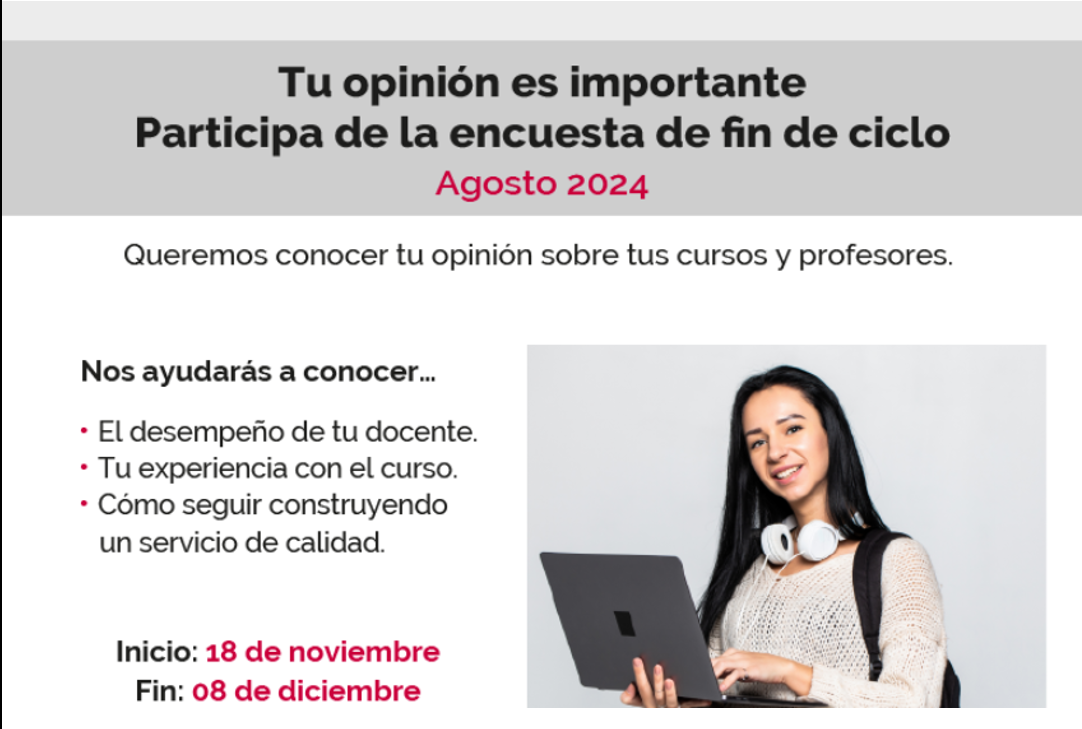 Tu opinión es importante
Participa de la encuesta de fin de ciclo
Agosto 2024
Queremos conocer tu opinión sobre tus cursos y profesores.
Nos ayudarás a conocer...
• El desempeño de tu docente.
• Tu experiencia con el curso.
• Cómo seguir construyendo
un servicio de calidad.
Inicio: 18 de noviembre
Fin: 08 de diciembre